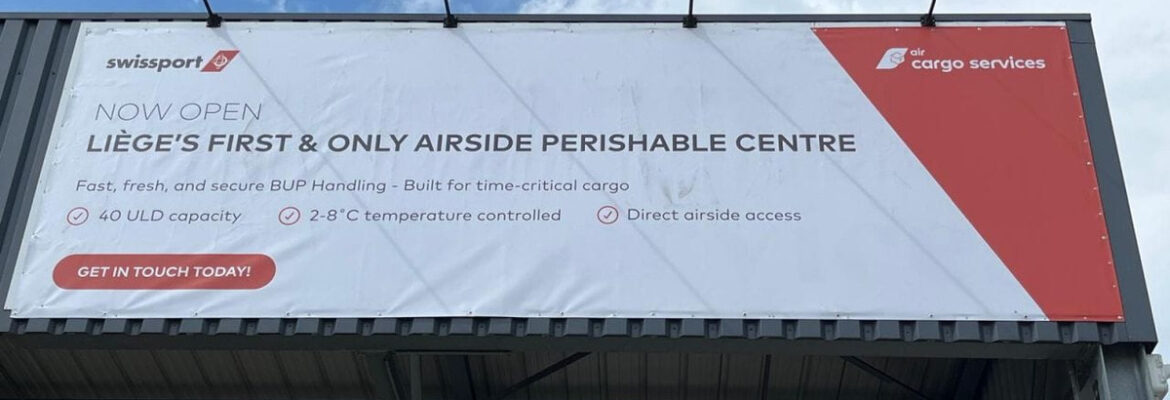 swissport
air
cargo services
NOW OPEN
LIÈGE'S FIRST & ONLY AIRSIDE PERISHABLE CENTRE
Fast, fresh, and secure BUP Handling - Built for time-critical cargo
40 ULD capacity
2-8°C temperature controlled
Direct airside access
GET IN TOUCH TODAY!